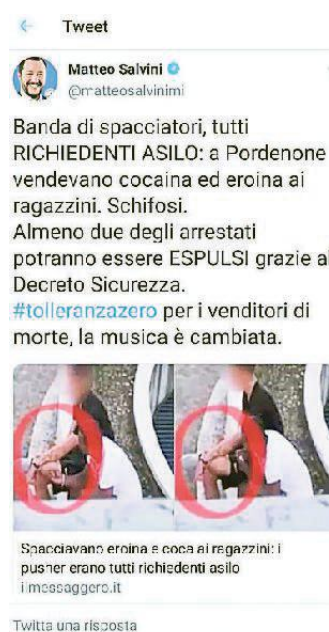 Tweet
Matteo Salvini
@matteosalvinimi
Banda di spacciatori, tutti
RICHIEDENTI ASILO: a Pordenone
vendevano cocaina ed eroina ai
ragazzini. Schifosi.
Almeno due degli arrestati
potranno essere ESPULSI grazie al
Decreto Sicurezza.
#tolleranzazero per i venditori di
morte, la musica è cambiata.
Spacciavano eroina e coca ai ragazzini: i
pusher erano tutti richiedenti asilo
ilmessaggero.it
Twitta una risposta